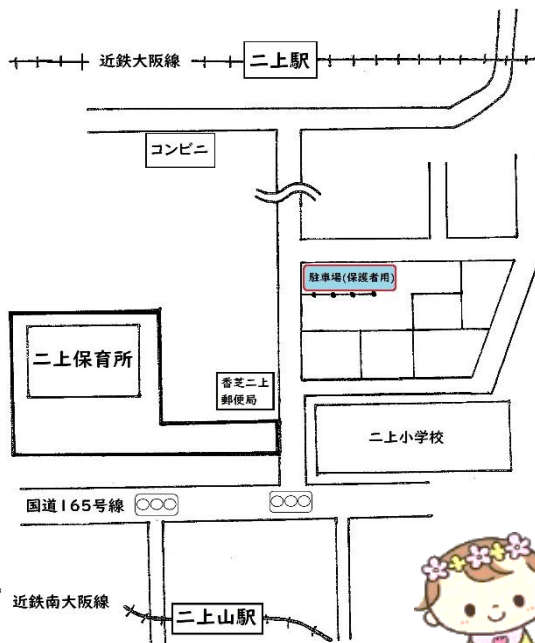 近鉄大阪線
二上駅
コンビニ
駐車場(保護者用)
二上保育所
香芝二上
郵便局
二上小学校
国道165号線
近鉄南大阪線
二上山駅